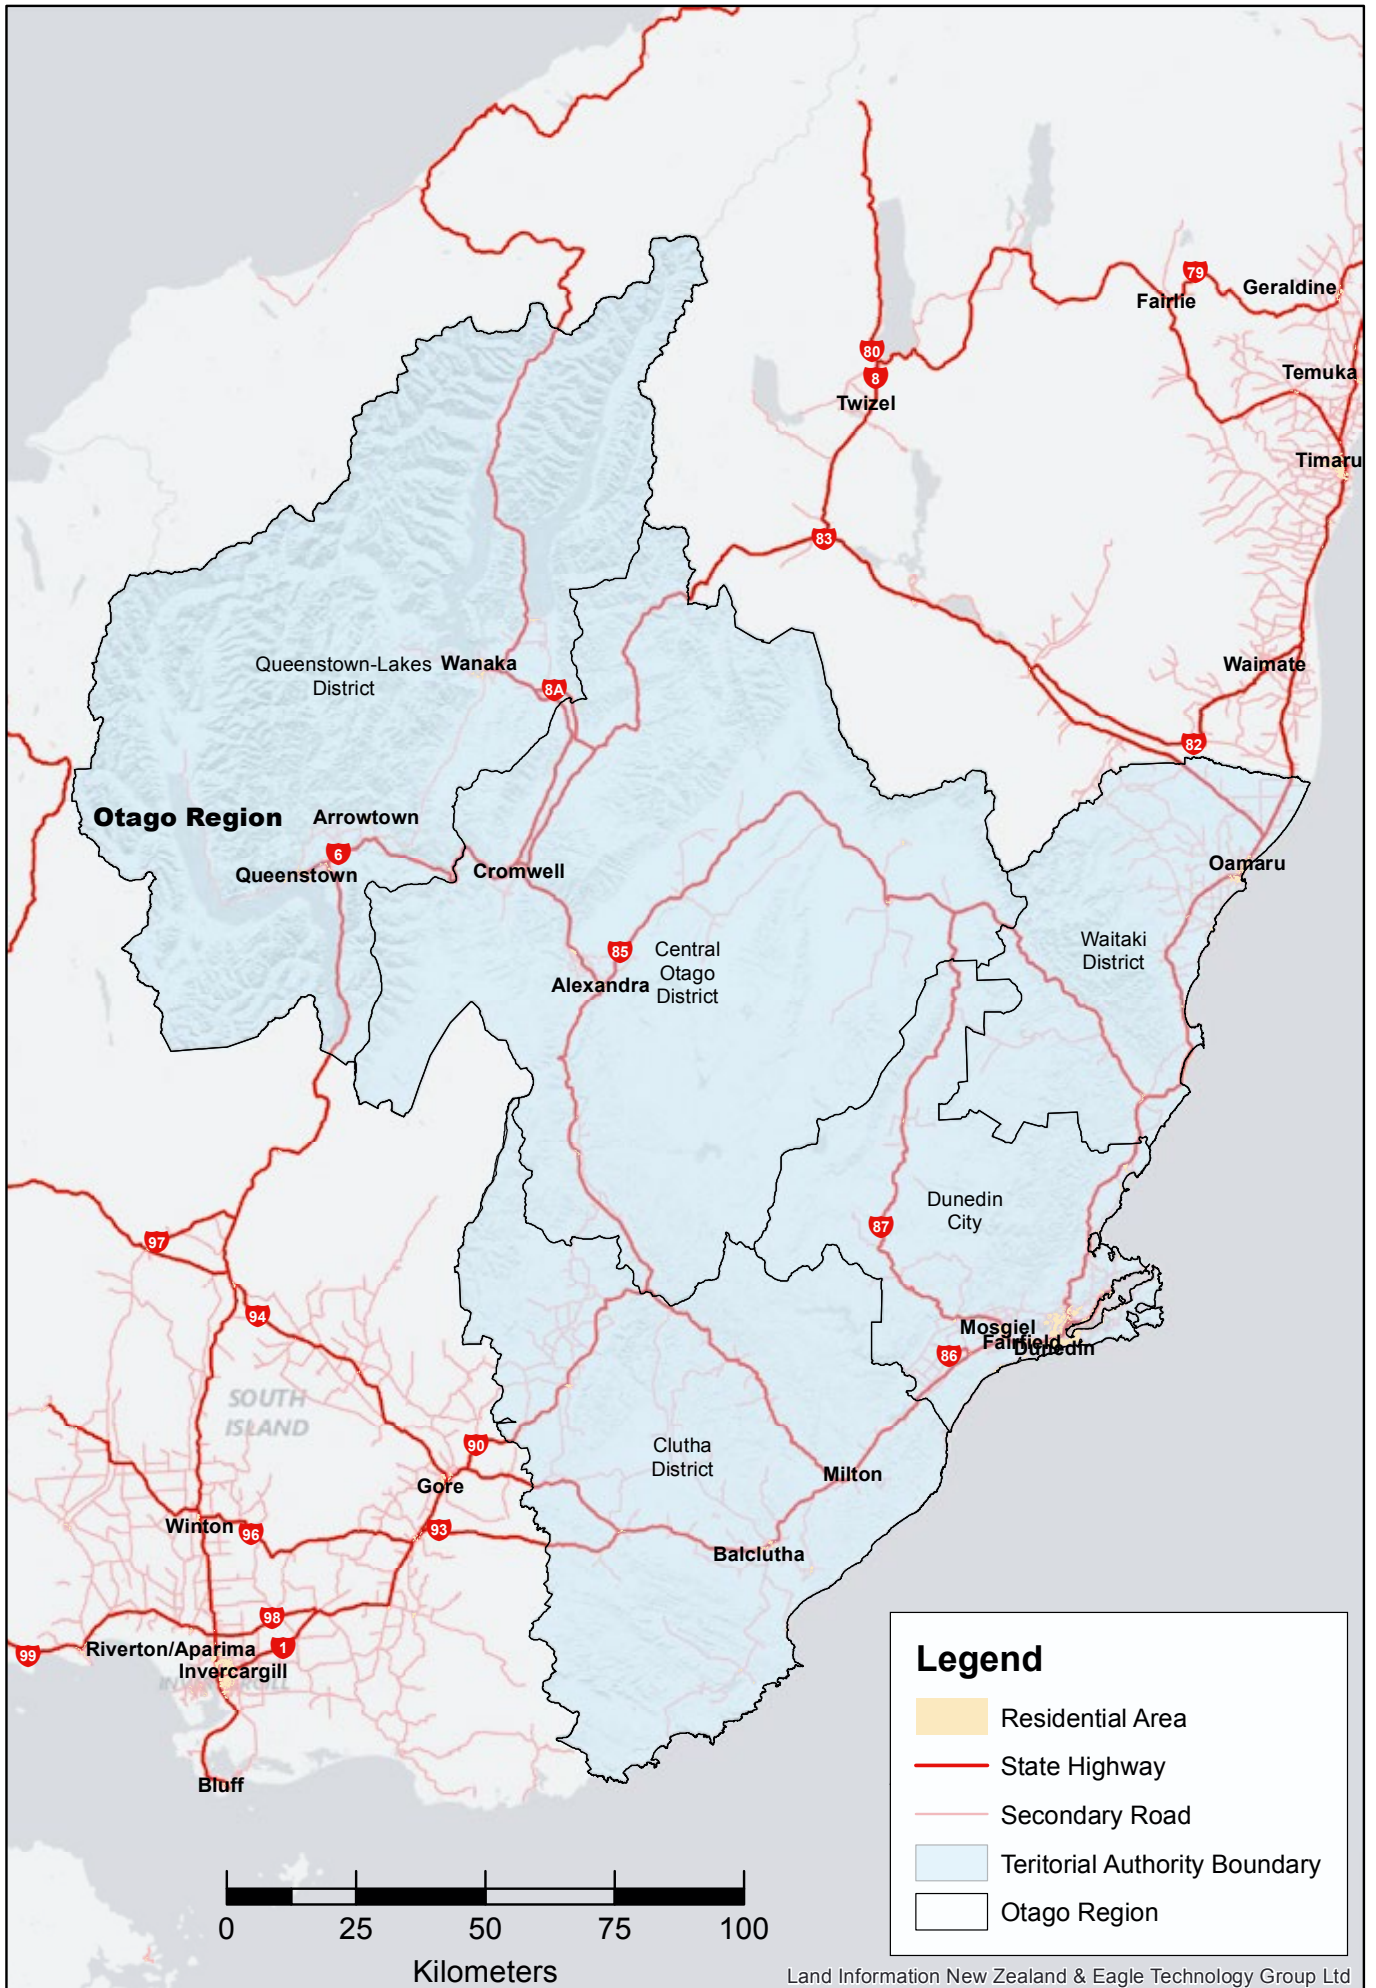 79
Geraldine
Fairlie
80
8
Temuka
Twizel
Timaru
83
Queenstown-Lakes
District
Wanaka
Waimate
8A
82
Otago Region
Arrowtown
6
Queenstown
Cromwell
Oamaru
85
Central
Otago
District
Waitaki
District
Alexandra
Dunedin
City
87
97
94
Mosgiel
Fairfield
Dunedin
86
SOUTH
ISLAND
90
Clutha
District
Milton
Gore
Winton
96
93
Balclutha
98
1
99
Riverton/Aparima
Invercargill
INVERCARGILL
Bluff
Legend
Residential Area
State Highway
Secondary Road
Teritorial Authority Boundary
Otago Region
0 25 50 75 100
Kilometers
Land Information New Zealand & Eagle Technology Group Ltd